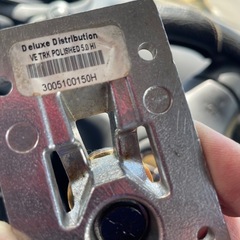 Deluxe Distribution
VE TRK POLISHED 5.0 HI
3005100150H